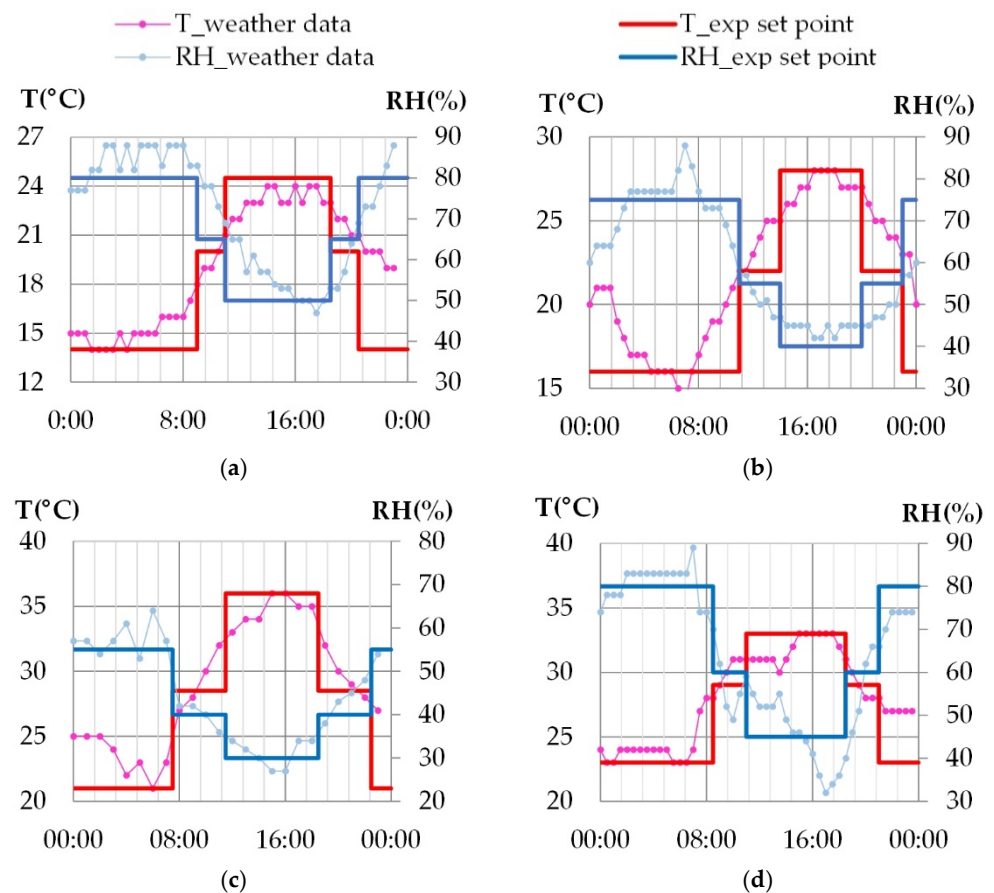 T_weather data T_exp set point
RH_weather data RH_exp set point
T(°C) RH(%) T(°C) RH(%)
27 90 30 90
24 80 25 80
70 70
21 60 60
18 50 20 50
15 40 40
12 30 15 30
0:00 8:00 16:00 0:00 00:00 08:00 16:00 00:00
(a) (b)
T(°C) RH(%) T(°C) RH(%)
40 80 40 90
35 70 35 80
60 70
30 50 30 60
50
25 40 25
30 40
20 20 20 30
00:00 08:00 16:00 00:00 00:00 08:00 16:00 00:00
(c) (d)